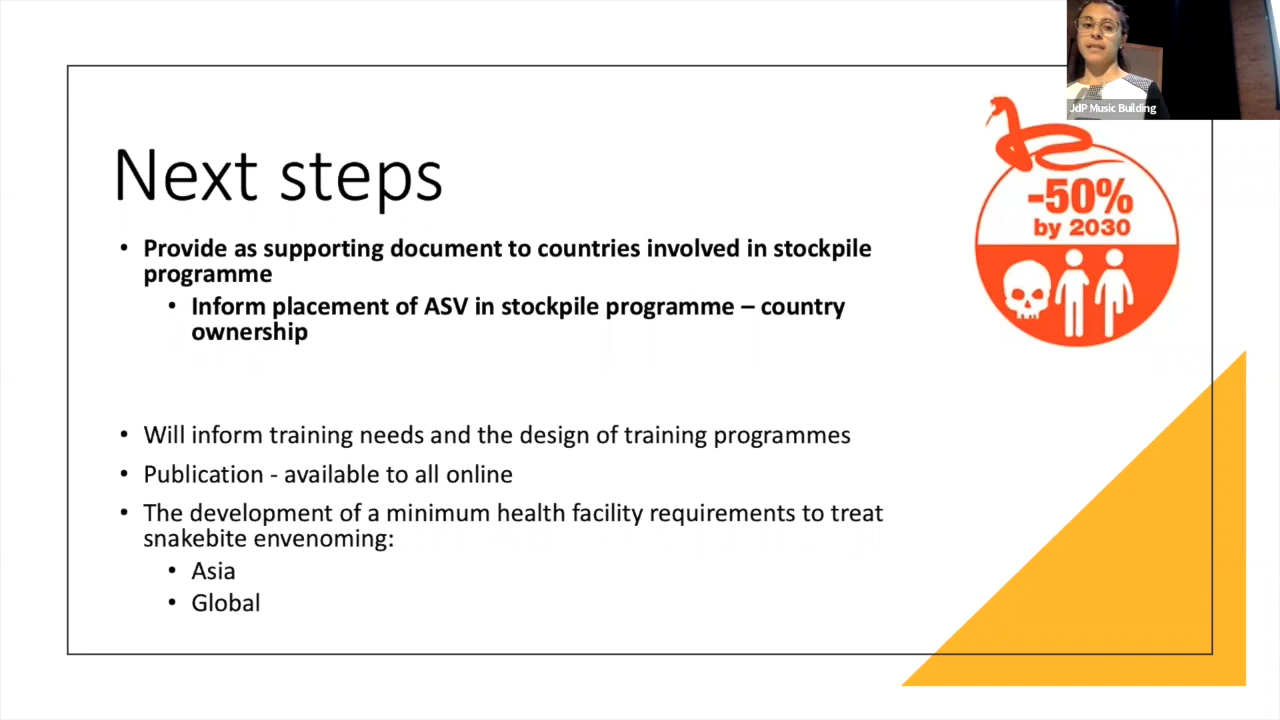 JdP Music Building
Next steps
-50%
by 2030
• Provide as supporting document to countries involved in stockpile
programme
• Inform placement of ASV in stockpile programme – country
ownership
• Will inform training needs and the design of training programmes
• Publication - available to all online
• The development of a minimum health facility requirements to treat
snakebite envenoming:
• Asia
• Global